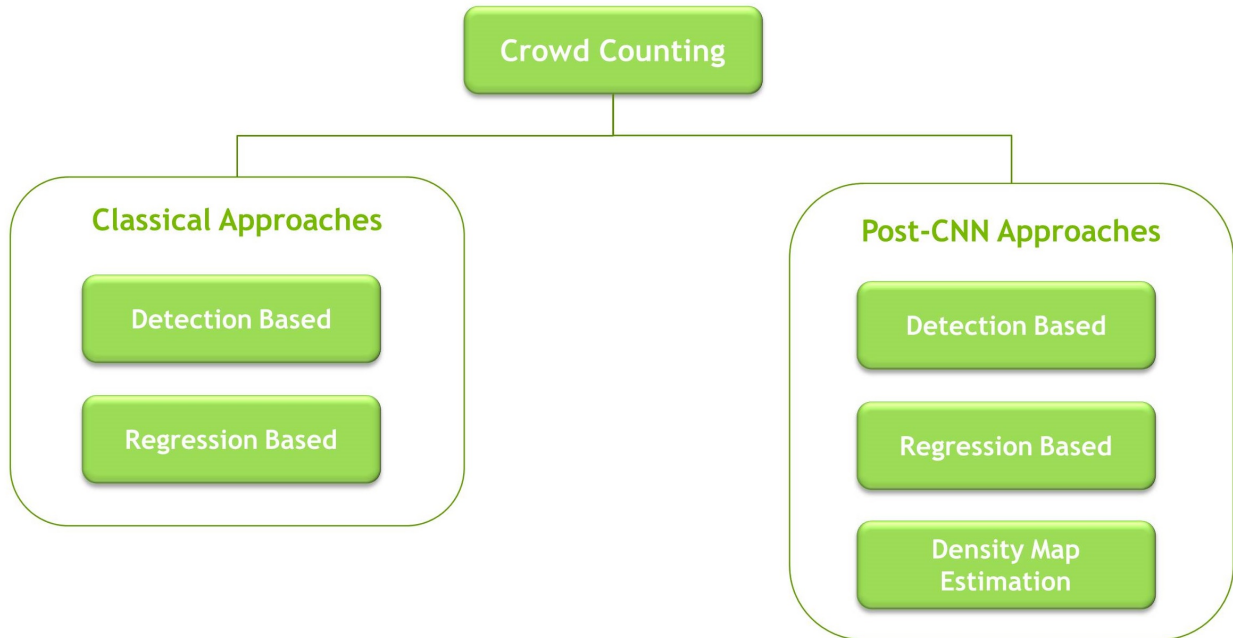 Crowd Counting
Classical Approaches
Detection Based
Regression Based
Post-CNN Approaches
Detection Based
Regression Based
Density Map
Estimation